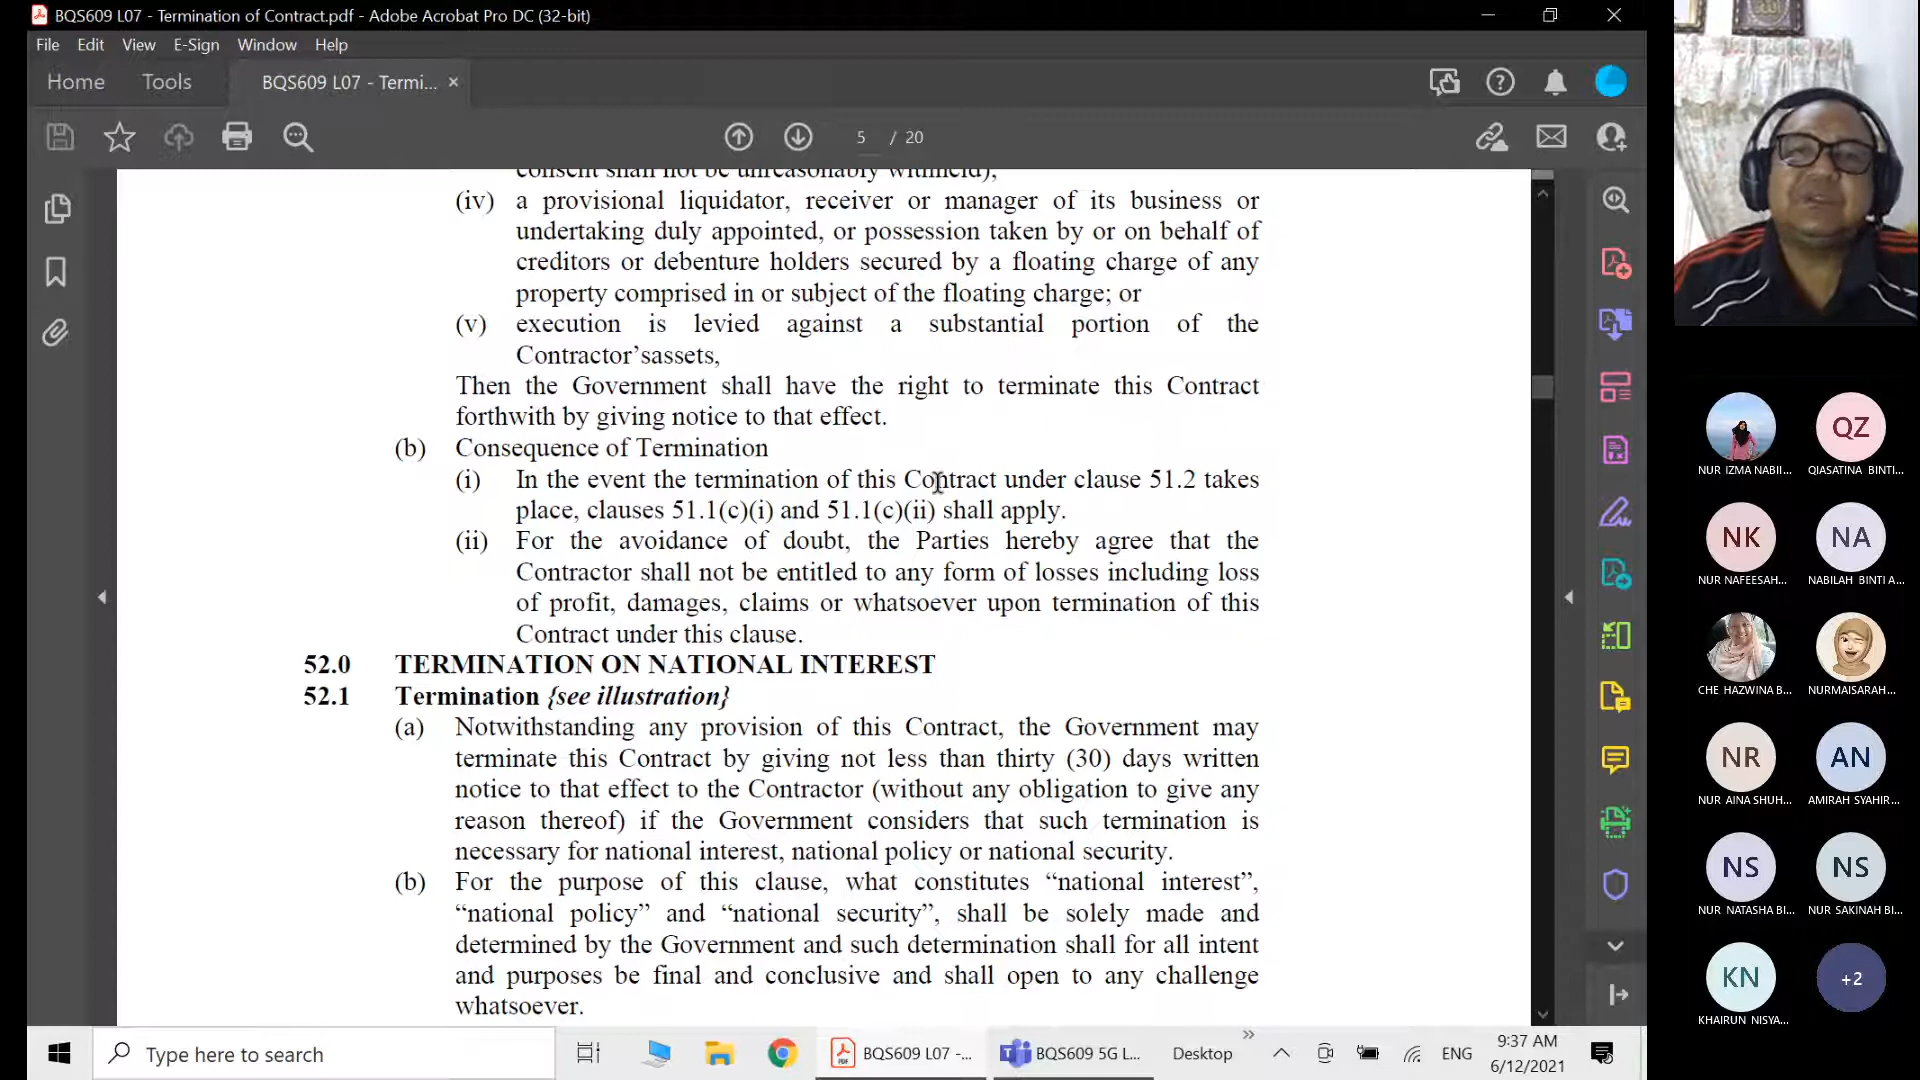 BQS609 L07 - Termination of Contract.pdf - Adobe Acrobat Pro DC (32-bit)
File Edit View E-Sign Window Help
Home Tools BQS609 L07 - Termi... ×
5 / 20
consent shall not be unreasonably withheld);
(iv) a provisional liquidator, receiver or manager of its business or
undertaking duly appointed, or possession taken by or on behalf of
creditors or debenture holders secured by a floating charge of any
property comprised in or subject of the floating charge; or
(v) execution is levied against a substantial portion of the
Contractor’sassets,
Then the Government shall have the right to terminate this Contract
forthwith by giving notice to that effect.
(b) Consequence of Termination
(i) In the event the termination of this Contract under clause 51.2 takes
place, clauses 51.1(c)(i) and 51.1(c)(ii) shall apply.
(ii) For the avoidance of doubt, the Parties hereby agree that the
Contractor shall not be entitled to any form of losses including loss
of profit, damages, claims or whatsoever upon termination of this
Contract under this clause.
52.0 TERMINATION ON NATIONAL INTEREST
52.1 Termination {see illustration}
(a) Notwithstanding any provision of this Contract, the Government may
terminate this Contract by giving not less than thirty (30) days written
notice to that effect to the Contractor (without any obligation to give any
reason thereof) if the Government considers that such termination is
necessary for national interest, national policy or national security.
(b) For the purpose of this clause, what constitutes “national interest”,
“national policy” and “national security”, shall be solely made and
determined by the Government and such determination shall for all intent
and purposes be final and conclusive and shall open to any challenge
whatsoever.
QZ
NUR IZMA NABII... QIASATINA BINTI...
NK NA
NUR NAFEESAH... NABILAH BINTI A...
CHE HAZWINA B... NURMAISARAH...
NR AN
NUR AINA SHUH... AMIRAH SYAHIR...
NS NS
NUR NATASHA BI... NUR SAKINAH BI...
KN +2
KHAIRUN NISYA...
Type here to search
BQS609 L07 -... BQS609 5G L... Desktop
ENG 9:37 AM
6/12/2021